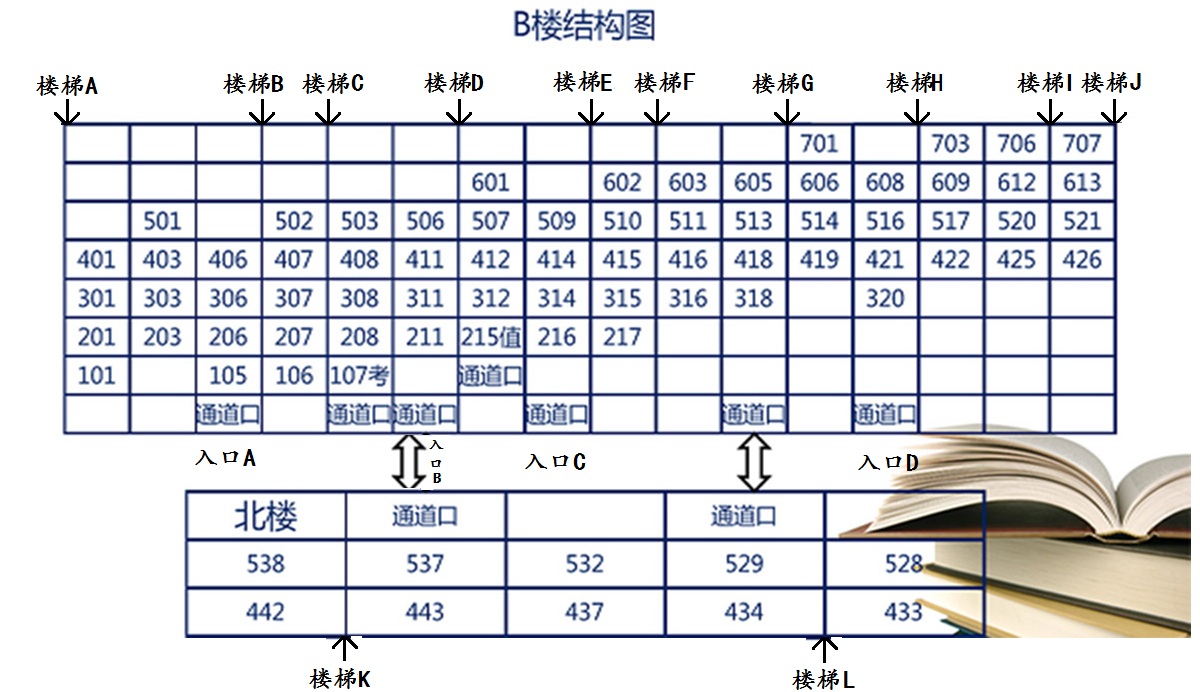 B楼结构图
楼梯A 楼梯B 楼梯C 楼梯D 楼梯E 楼梯F 楼梯G 楼梯H 楼梯I 楼梯J
701 703 706 707
601 602 603 605 606 608 609 612 613
501 502 503 506 507 509 510 511 513 514 516 517 520 521
401 403 406 407 408 411 412 414 415 416 418 419 421 422 425 426
301 303 306 307 308 311 312 314 315 316 318 320
201 203 206 207 208 211 215值 216 217
101 105 106 107考 通道口
通道口 通道口 通道口 通道口 通道口 通道口
入口A 入口B 入口C 入口D
北楼 通道口 通道口
538 537 532 529 528
442 443 437 434 433
楼梯K 楼梯L